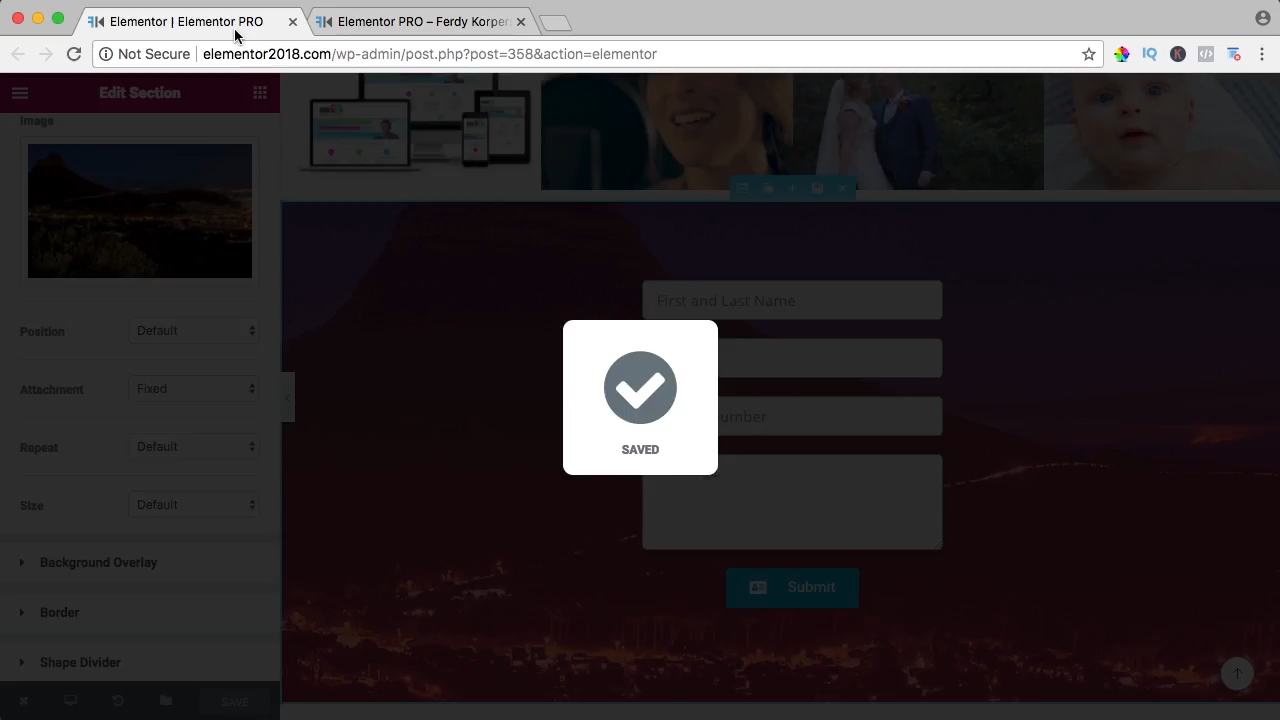 Elementor | Elementor PRO
Elementor PRO – Ferdy Korpers
Not Secure
elementor2018.com/wp-admin/post.php?post=358&action=elementor
IQ
K
Edit Section
Image
Position
Default
Attachment
Fixed
Repeat
Default
Size
Default
Background Overlay
Border
Shape Divider
SAVE
First and Last Name
umber
Submit
SAVED